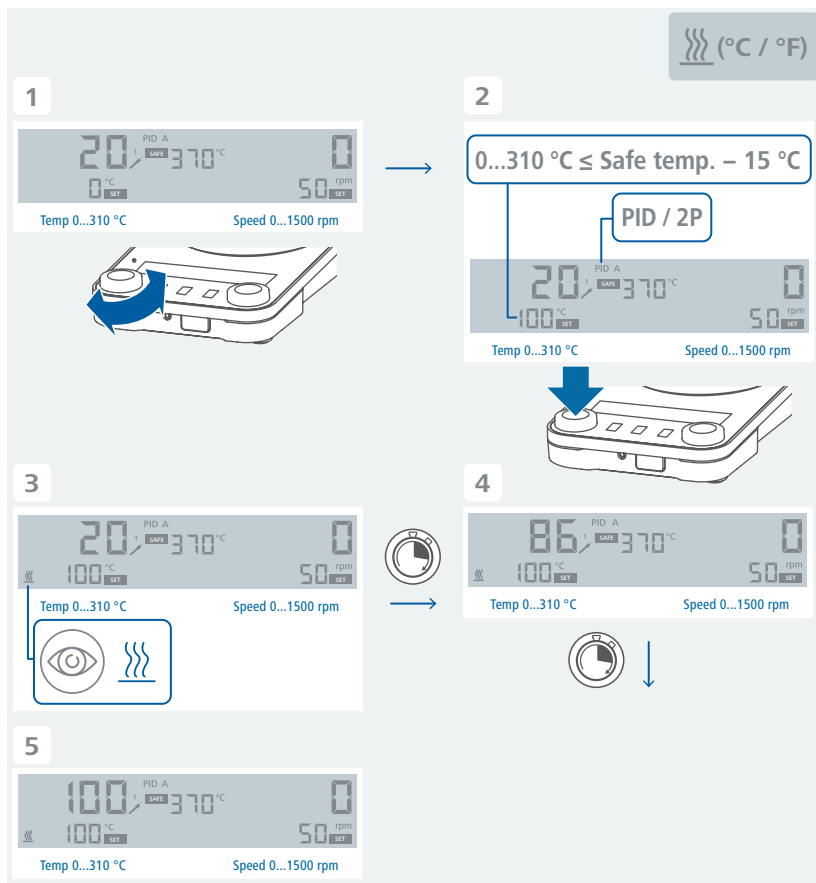 (°C / °F)
1
PID A
20 1 SAFE 370 °C 0
0 °C SET 50 rpm SET
Temp 0...310 °C Speed 0...1500 rpm
2
0...310 °C ≤ Safe temp. – 15 °C
PID / 2P
PID A
20 1 SAFE 370 °C 0
100 °C SET 50 rpm SET
Temp 0...310 °C Speed 0...1500 rpm
3
PID A
20 1 SAFE 370 °C 0
100 °C SET 50 rpm SET
Temp 0...310 °C Speed 0...1500 rpm
4
PID A
86 1 SAFE 370 °C 0
100 °C SET 50 rpm SET
Temp 0...310 °C Speed 0...1500 rpm
5
PID A
100 1 SAFE 370 °C 0
100 °C SET 50 rpm SET
Temp 0...310 °C Speed 0...1500 rpm